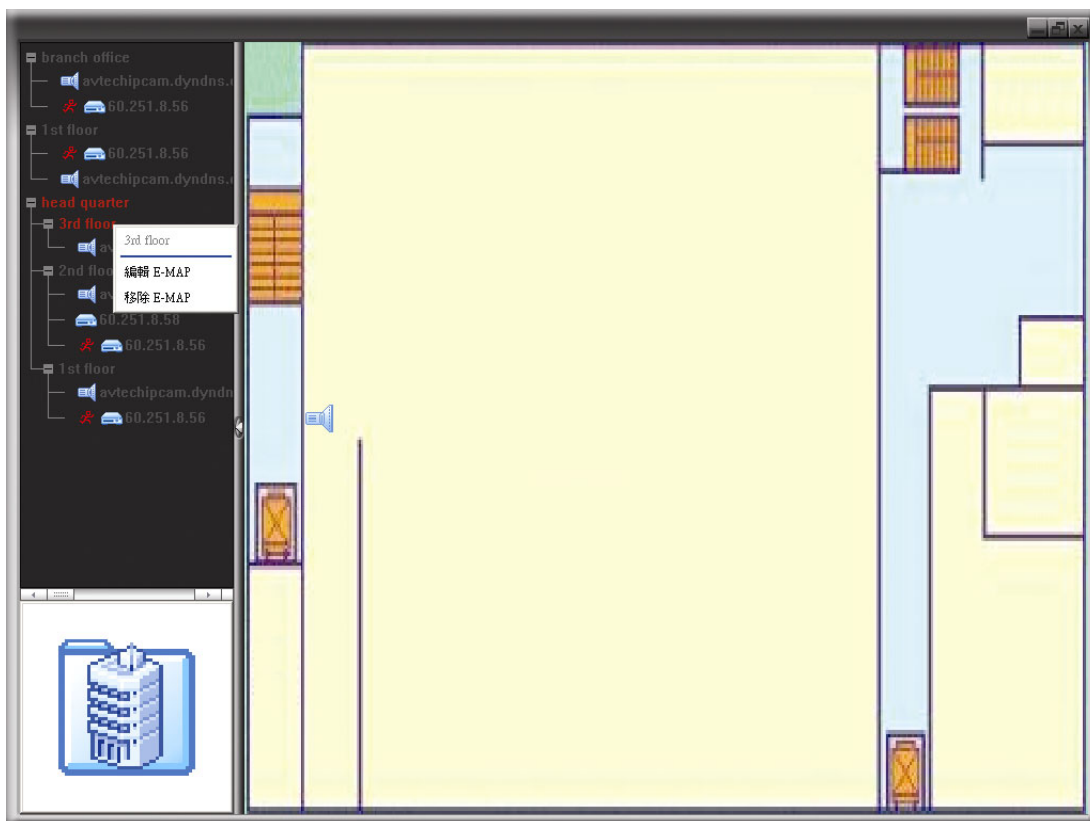 branch office
avtechipcam.dyndns.
60.251.8.56
1st floor
60.251.8.56
avtechipcam.dyndns.
head quarter
3rd floor
av
3rd floor
編輯 E-MAP
移除 E-MAP
2nd floo
av
60.251.8.58
60.251.8.56
1st floor
avtechipcam.dyndn
60.251.8.56